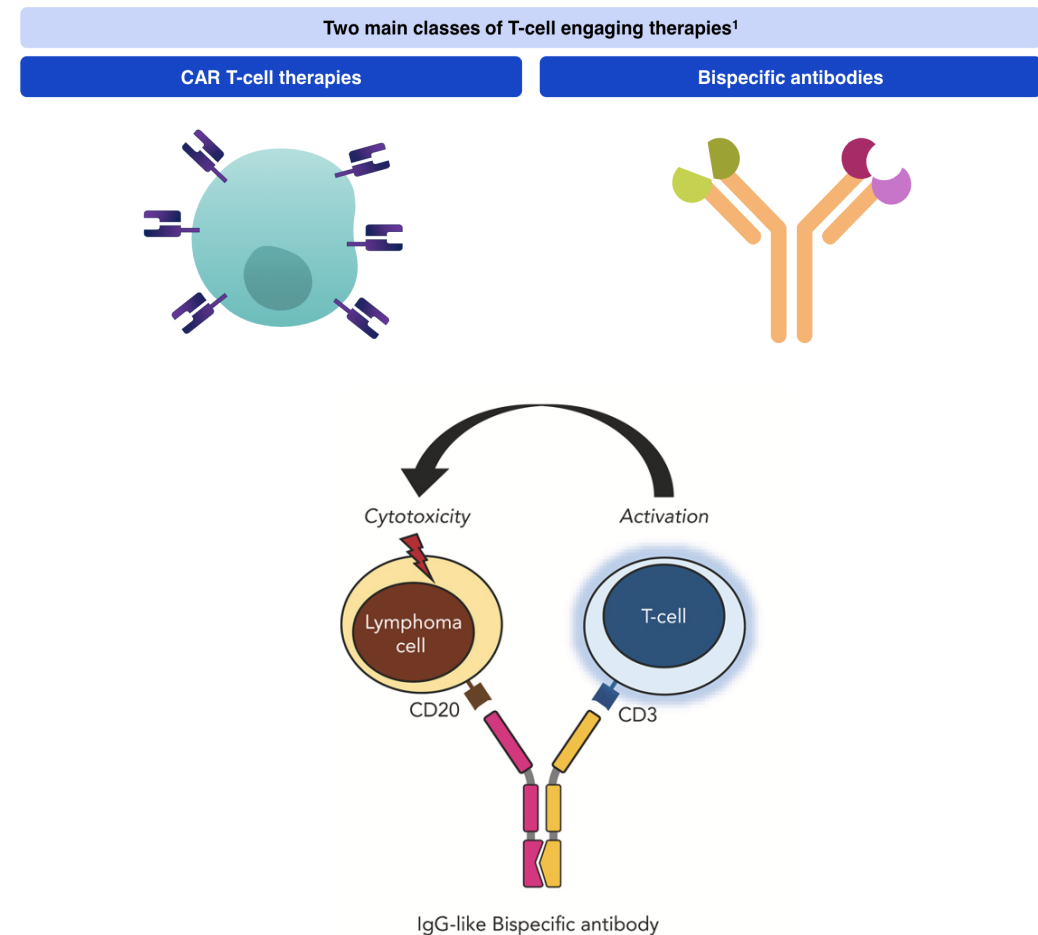 Two main classes of T-cell engaging therapies¹
CAR T-cell therapies
Bispecific antibodies
Cytotoxicity
Activation
Lymphoma
cell
T-cell
CD20
CD3
IgG-like Bispecific antibody